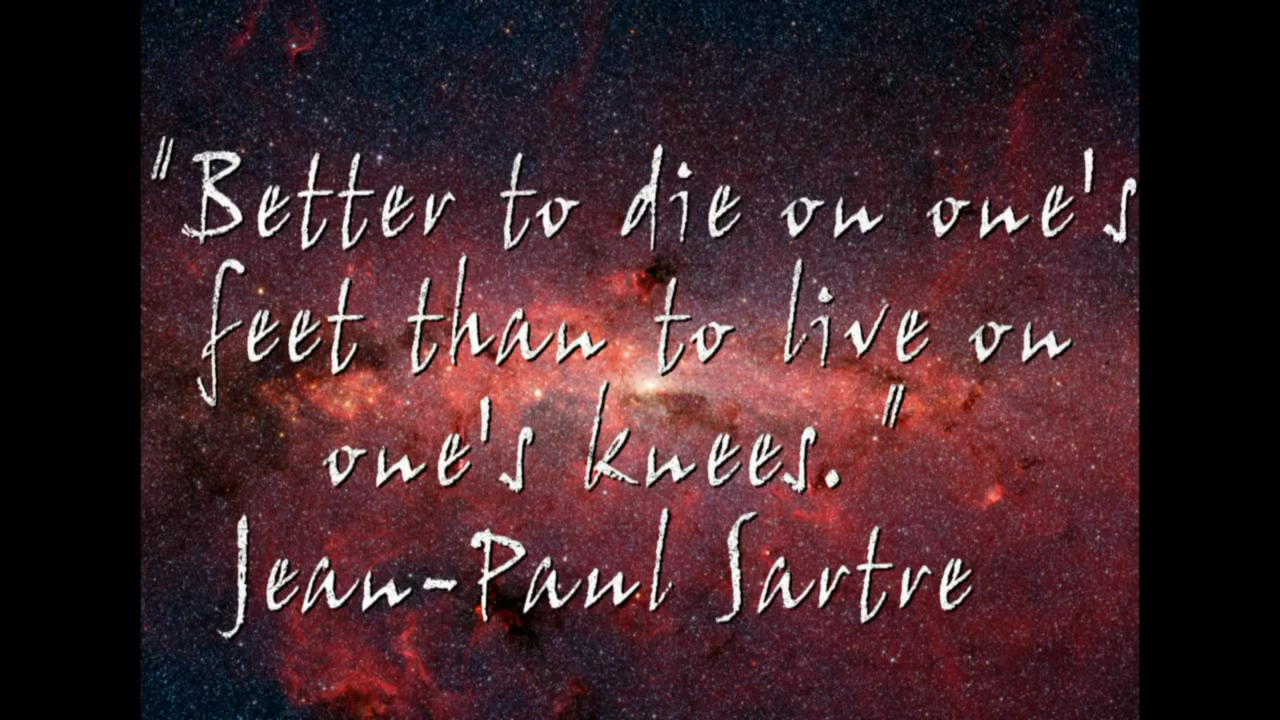 "Better to die on one's
feet than to live on
one's knees."
Jean-Paul Sartre